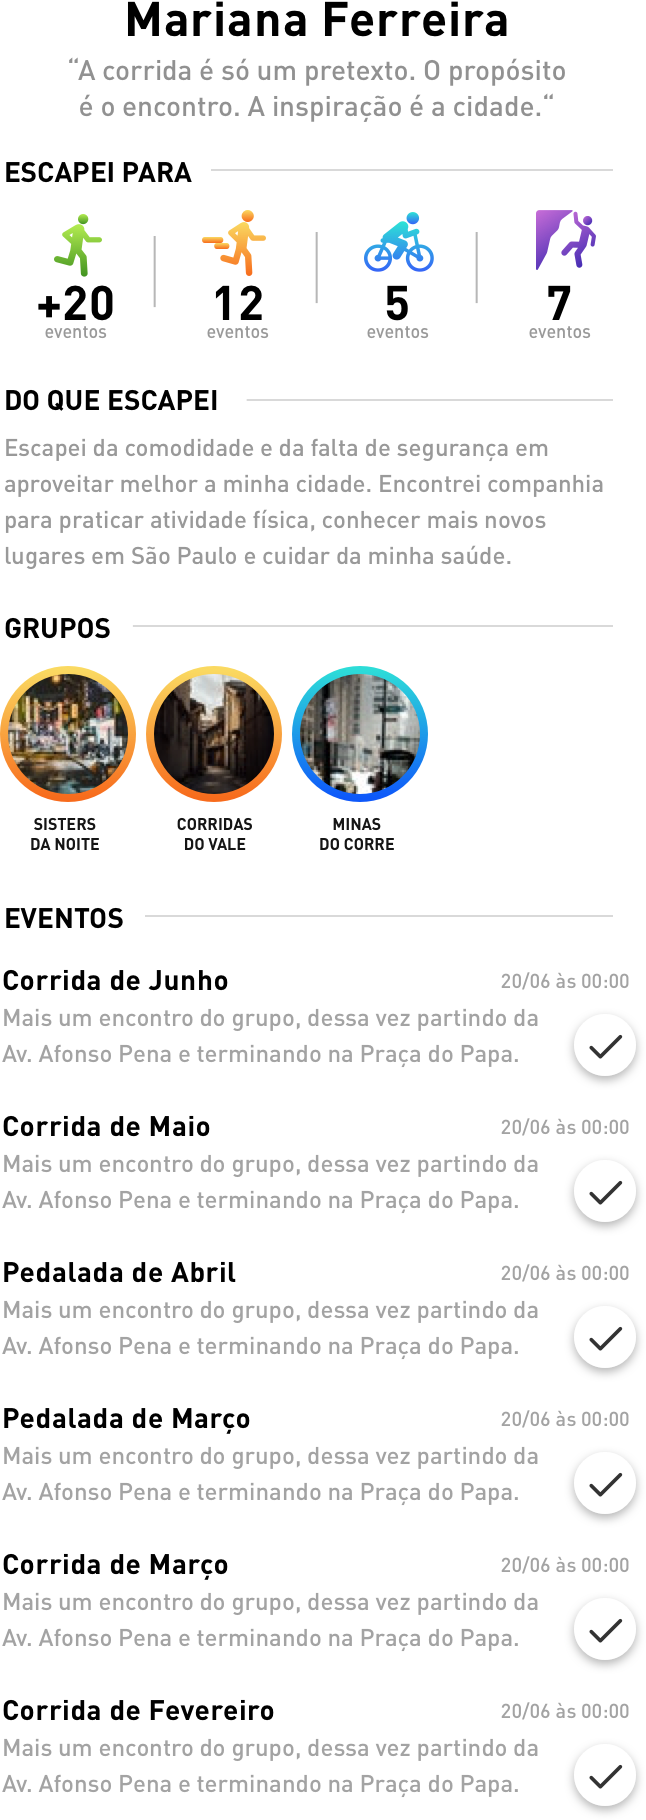 Mariana Ferreira
“A corrida é só um pretexto. O propósito
é o encontro. A inspiração é a cidade.“
ESCAPEI PARA
+20
eventos
12
eventos
5
eventos
7
eventos
DO QUE ESCAPEI
Escapei da comodidade e da falta de segurança em
aproveitar melhor a minha cidade. Encontrei companhia
para praticar atividade física, conhecer mais novos
lugares em São Paulo e cuidar da minha saúde.
GRUPOS
SISTERS
DA NOITE
CORRIDAS
DO VALE
MINAS
DO CORRE
EVENTOS
Corrida de Junho
20/06 às 00:00
Mais um encontro do grupo, dessa vez partindo da
Av. Afonso Pena e terminando na Praça do Papa.
Corrida de Maio
20/06 às 00:00
Mais um encontro do grupo, dessa vez partindo da
Av. Afonso Pena e terminando na Praça do Papa.
Pedalada de Abril
20/06 às 00:00
Mais um encontro do grupo, dessa vez partindo da
Av. Afonso Pena e terminando na Praça do Papa.
Pedalada de Março
20/06 às 00:00
Mais um encontro do grupo, dessa vez partindo da
Av. Afonso Pena e terminando na Praça do Papa.
Corrida de Março
20/06 às 00:00
Mais um encontro do grupo, dessa vez partindo da
Av. Afonso Pena e terminando na Praça do Papa.
Corrida de Fevereiro
20/06 às 00:00
Mais um encontro do grupo, dessa vez partindo da
Av. Afonso Pena e terminando na Praça do Papa.